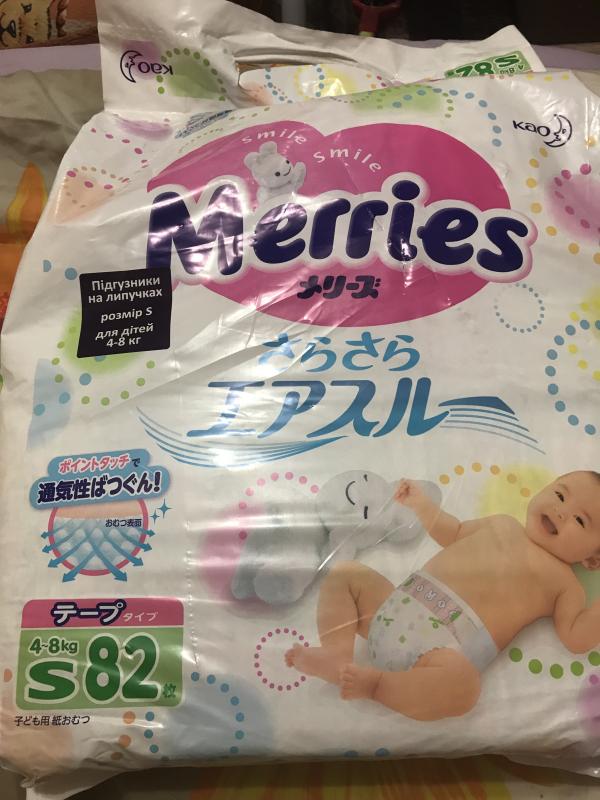 S
82
Kao
Kao
smile smile
Merries
メリーズ
Підгузники
на липучках
розмір S
для дітей
4-8 кг
さらさら
エアスルー
ポイントタッチで
通気性ばつぐん!
おむつ表面
テープタイプ
4~8kg
S82枚
子ども用 紙おむつ